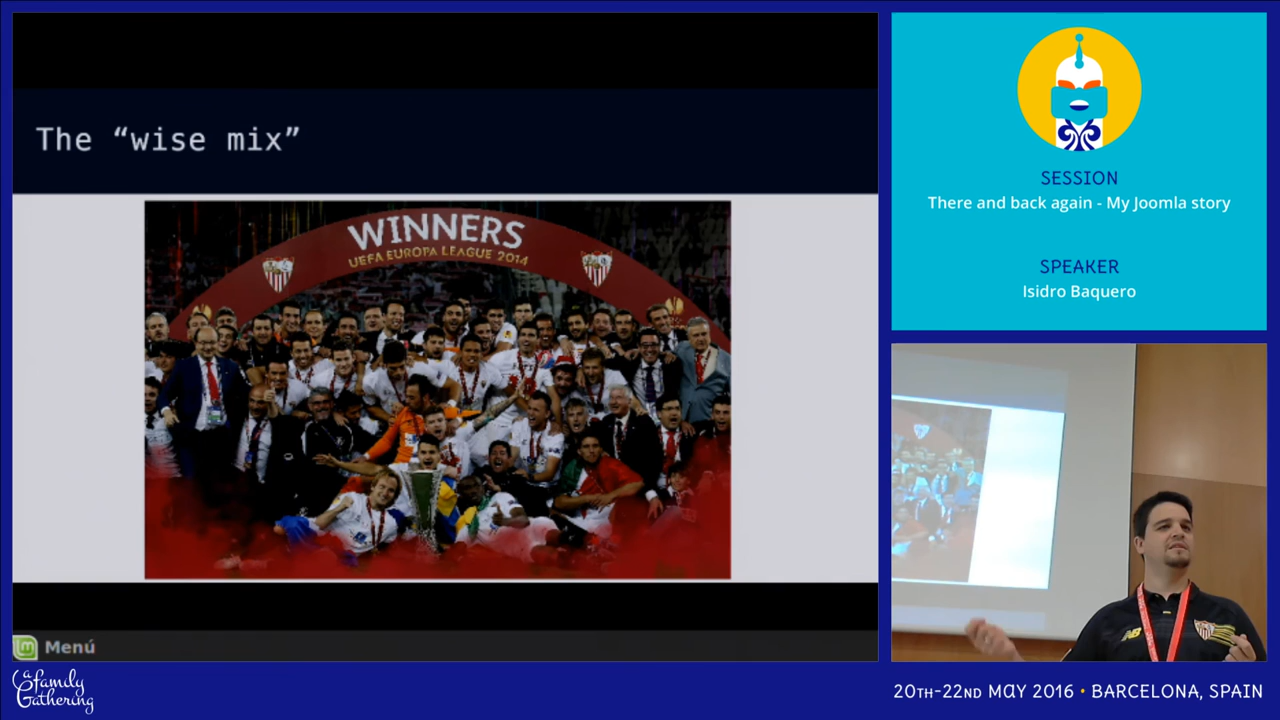 The “wise mix”
WINNERS
UEFA EUROPA LEAGUE 2014
Menú
SESSION
There and back again - My Joomla story
SPEAKER
Isidro Baquero
a family
Gathering
20TH-22ND MAY 2016 • BARCELONA, SPAIN